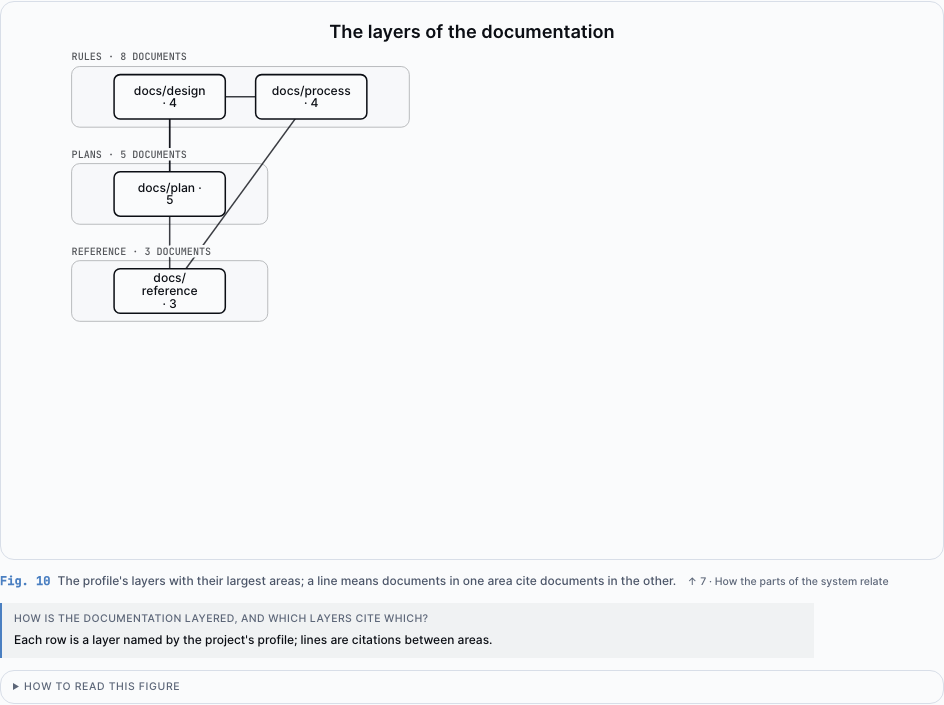 The layers of the documentation
RULES · 8 DOCUMENTS
docs/design
· 4
docs/process
· 4
PLANS · 5 DOCUMENTS
docs/plan ·
5
REFERENCE · 3 DOCUMENTS
docs/
reference
· 3
Fig. 10 The profile's layers with their largest areas; a line means documents in one area cite documents in the other. ↑ 7 · How the parts of the system relate
HOW IS THE DOCUMENTATION LAYERED, AND WHICH LAYERS CITE WHICH?
Each row is a layer named by the project's profile; lines are citations between areas.
▶ HOW TO READ THIS FIGURE